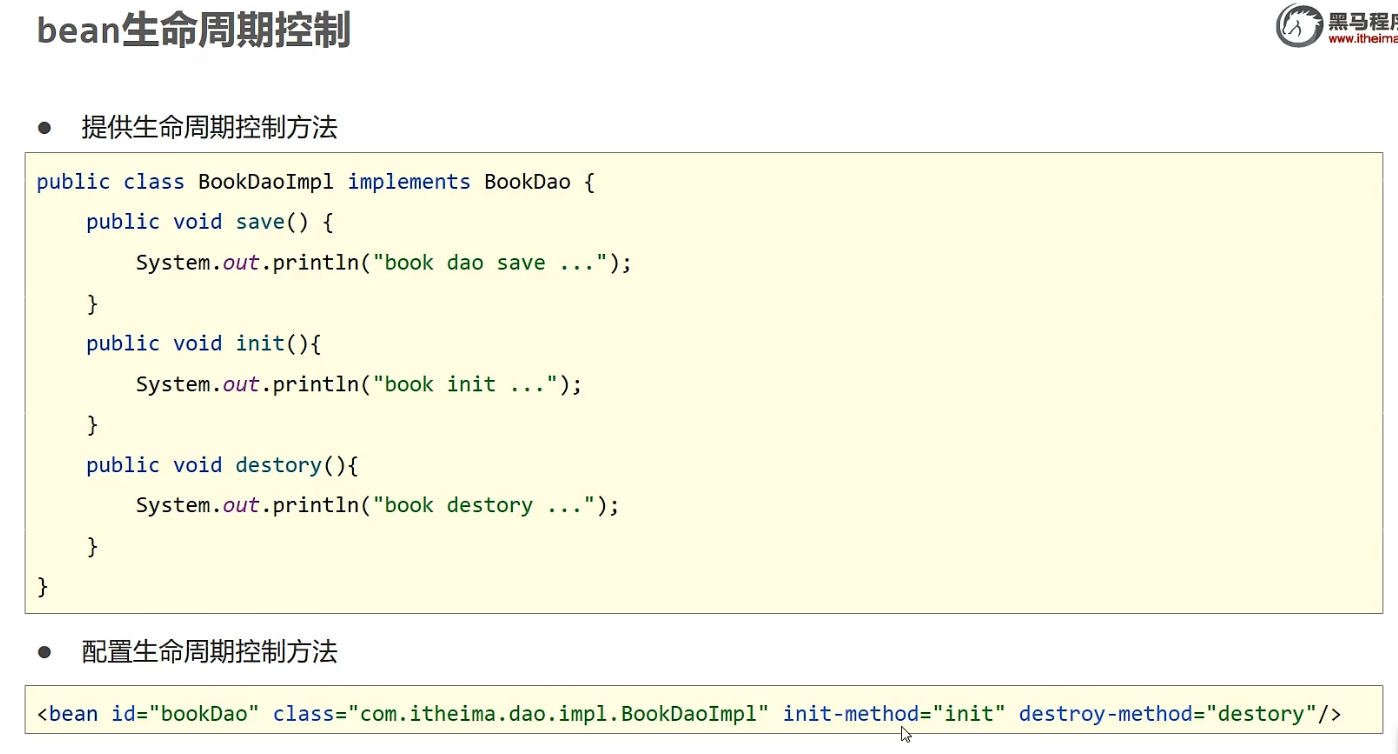 bean生命周期控制
黑马程序
www.itheima
● 提供生命周期控制方法
public class BookDaoImpl implements BookDao {
    public void save() {
        System.out.println("book dao save ...");
    }
    public void init(){
        System.out.println("book init ...");
    }
    public void destory(){
        System.out.println("book destory ...");
    }
}
● 配置生命周期控制方法
<bean id="bookDao" class="com.itheima.dao.impl.BookDaoImpl" init-method="init" destroy-method="destory"/>